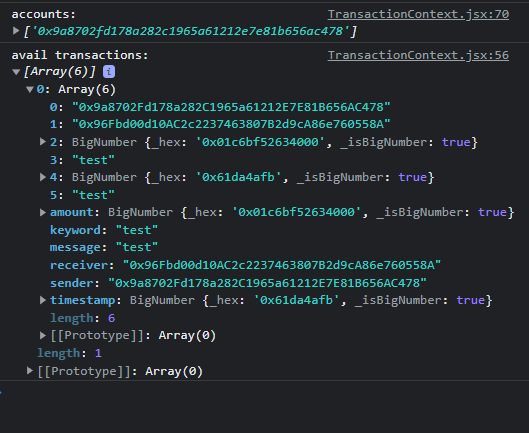 accounts: TransactionContext.jsx:70
▶ ['0x9a8702fd178a282c1965a61212e7e81b656ac478']
avail transactions: TransactionContext.jsx:56
▼ [Array(6)] i
▼ 0: Array(6)
0: "0x9a8702Fd178a282C1965a61212E7E81B656AC478"
1: "0x96Fbd00d10AC2c2237463807B2d9cA86e760558A"
▶ 2: BigNumber {_hex: '0x01c6bf52634000', _isBigNumber: true}
3: "test"
▶ 4: BigNumber {_hex: '0x61da4afb', _isBigNumber: true}
5: "test"
▶ amount: BigNumber {_hex: '0x01c6bf52634000', _isBigNumber: true}
keyword: "test"
message: "test"
receiver: "0x96Fbd00d10AC2c2237463807B2d9cA86e760558A"
sender: "0x9a8702Fd178a282C1965a61212E7E81B656AC478"
▶ timestamp: BigNumber {_hex: '0x61da4afb', _isBigNumber: true}
length: 6
▶ [[Prototype]]: Array(0)
length: 1
▶ [[Prototype]]: Array(0)